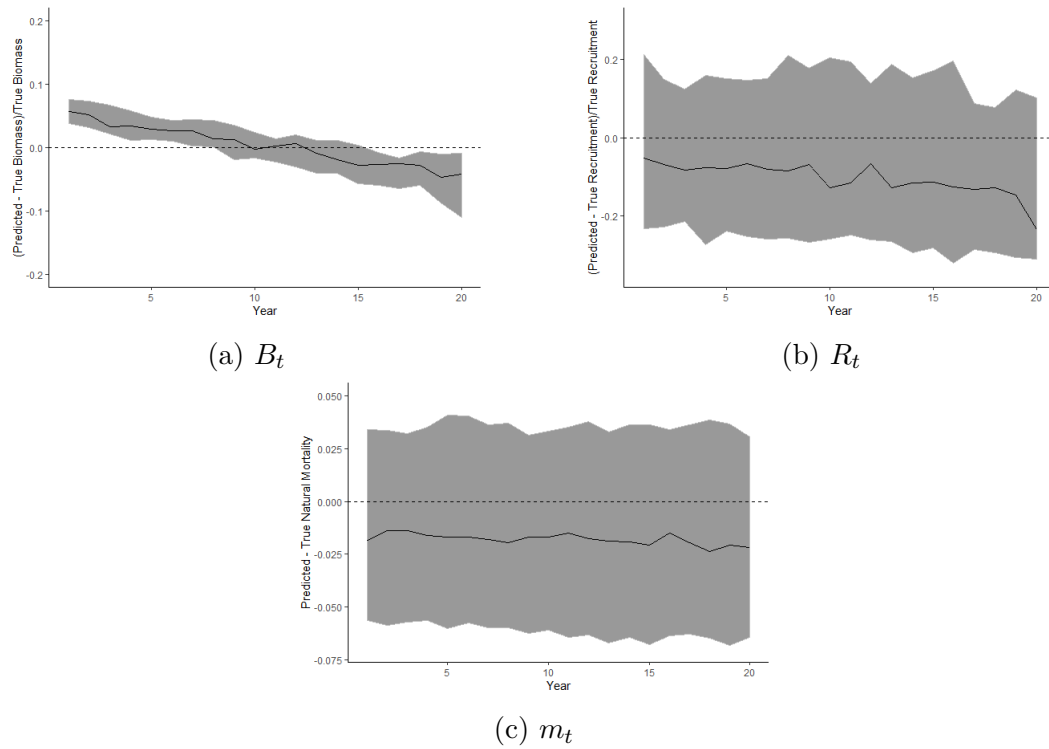 (Predicted - True Biomass)/True Biomass
0.2
0.1
0.0
-0.1
-0.2
5
10
15
20
Year
(a) B_t
(Predicted - True Recruitment)/True Recruitment
0.2
0.0
-0.2
5
10
15
20
Year
(b) R_t
Predicted - True Natural Mortality
0.050
0.025
0.000
-0.025
-0.050
-0.075
5
10
15
20
Year
(c) m_t